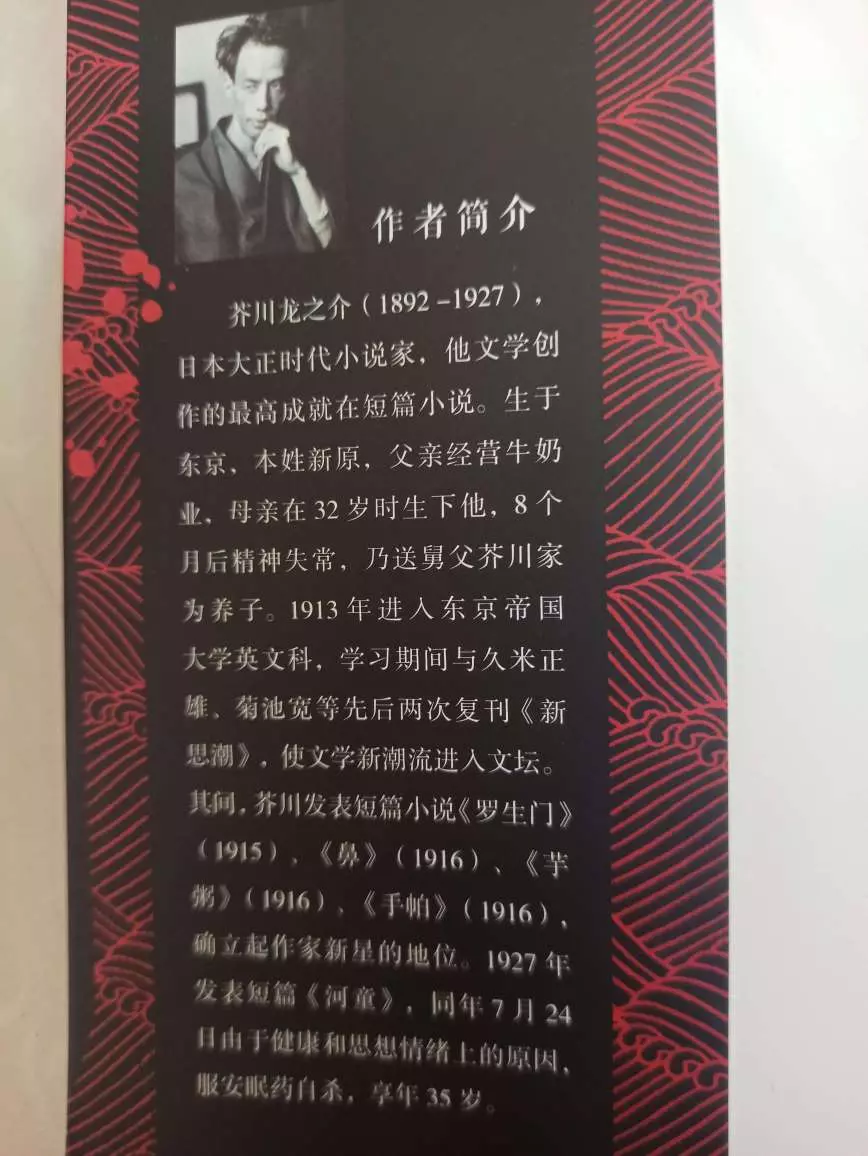 作者简介
芥川龙之介（1892－1927），
日本大正时代小说家，他文学创
作的最高成就在短篇小说。生于
东京，本姓新原，父亲经营牛奶
业，母亲在32岁时生下他，8个
月后精神失常，乃送舅父芥川家
为养子。1913年进入东京帝国
大学英文科，学习期间与久米正
雄、菊池宽等先后两次复刊《新
思潮》，使文学新潮流进入文坛。
其间，芥川发表短篇小说《罗生门》
（1915）、《鼻》（1916）、《芋
粥》（1916）、《手帕》（1916），
确立起作家新星的地位。1927年
发表短篇《河童》，同年7月24
日由于健康和思想情绪上的原因，
服安眠药自杀，享年35岁。